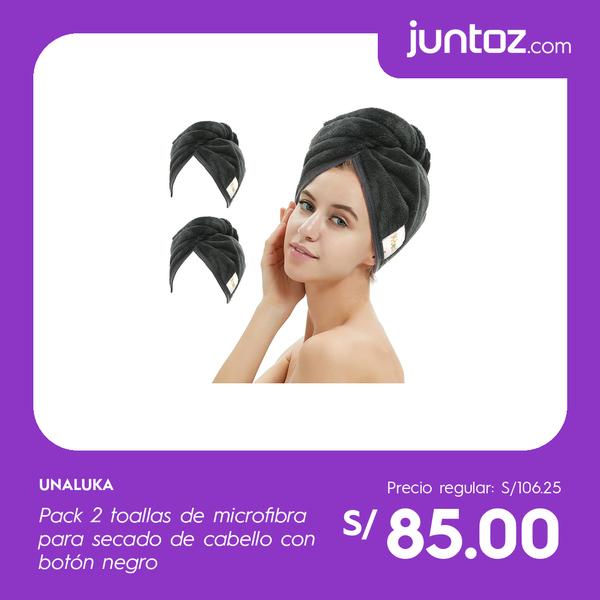 juntoz.com
UNALUKA
Pack 2 toallas de microfibra
para secado de cabello con
botón negro
Precio regular: S/106.25
S/ 85.00